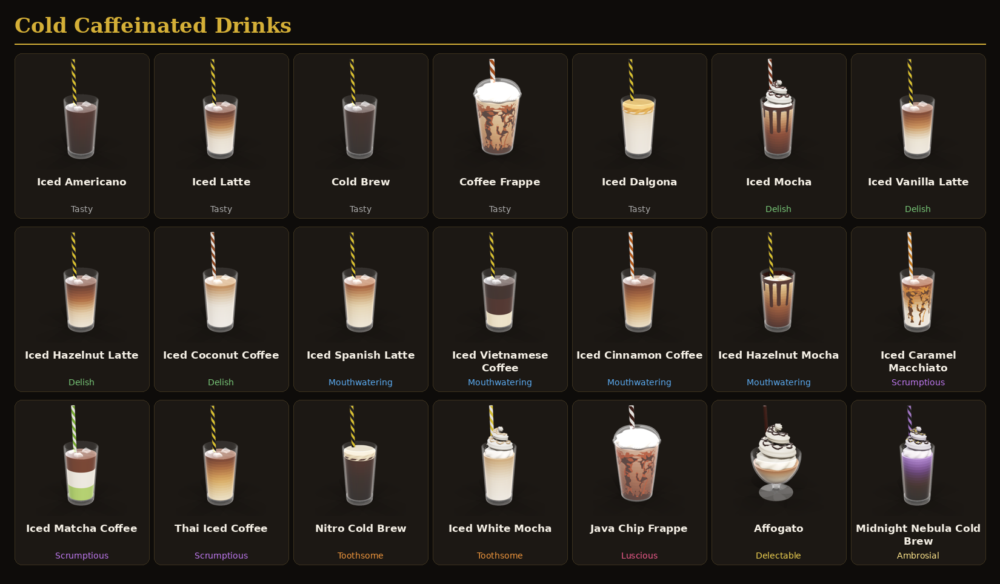 Cold Caffeinated Drinks
Iced Americano
Tasty
Iced Latte
Tasty
Cold Brew
Tasty
Coffee Frappe
Tasty
Iced Dalgona
Tasty
Iced Mocha
Delish
Iced Vanilla Latte
Delish
Iced Hazelnut Latte
Delish
Iced Coconut Coffee
Delish
Iced Spanish Latte
Mouthwatering
Iced Vietnamese
Coffee
Mouthwatering
Iced Cinnamon Coffee
Mouthwatering
Iced Hazelnut Mocha
Mouthwatering
Iced Caramel
Macchiato
Scrumptious
Iced Matcha Coffee
Scrumptious
Thai Iced Coffee
Scrumptious
Nitro Cold Brew
Toothsome
Iced White Mocha
Toothsome
Java Chip Frappe
Luscious
Affogato
Delectable
Midnight Nebula Cold
Brew
Ambrosial